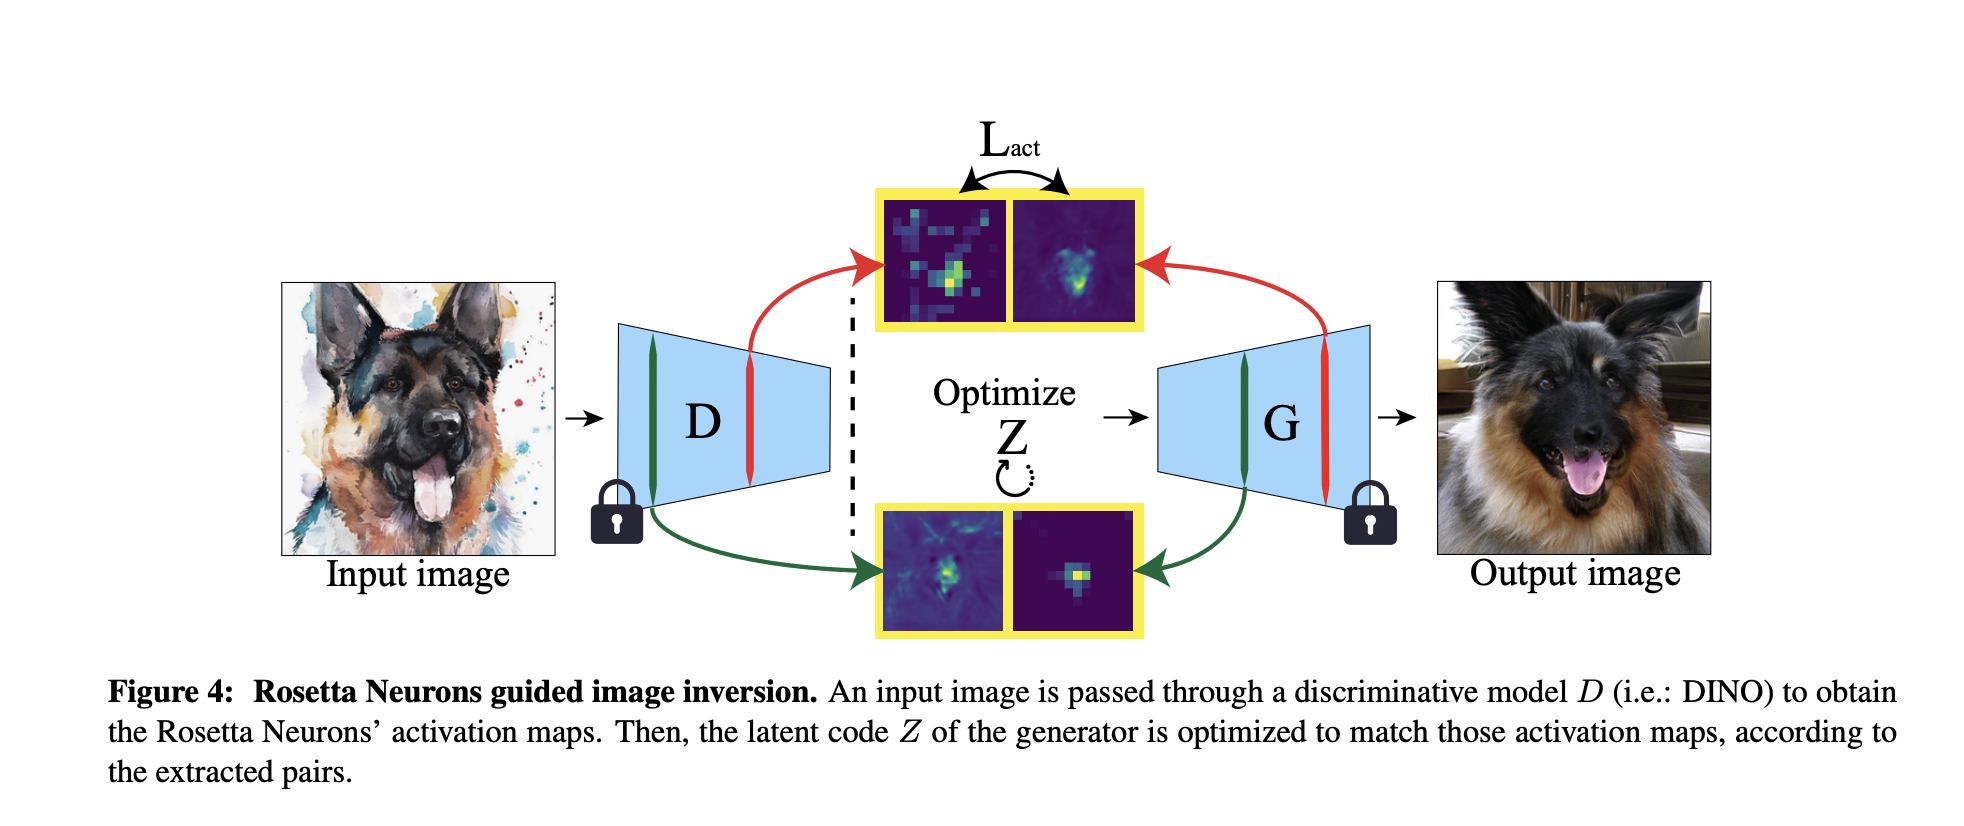 Lact
D
Optimize
Z
G
Input image
Output image
Figure 4: Rosetta Neurons guided image inversion. An input image is passed through a discriminative model D (i.e.: DINO) to obtain
the Rosetta Neurons’ activation maps. Then, the latent code Z of the generator is optimized to match those activation maps, according to
the extracted pairs.